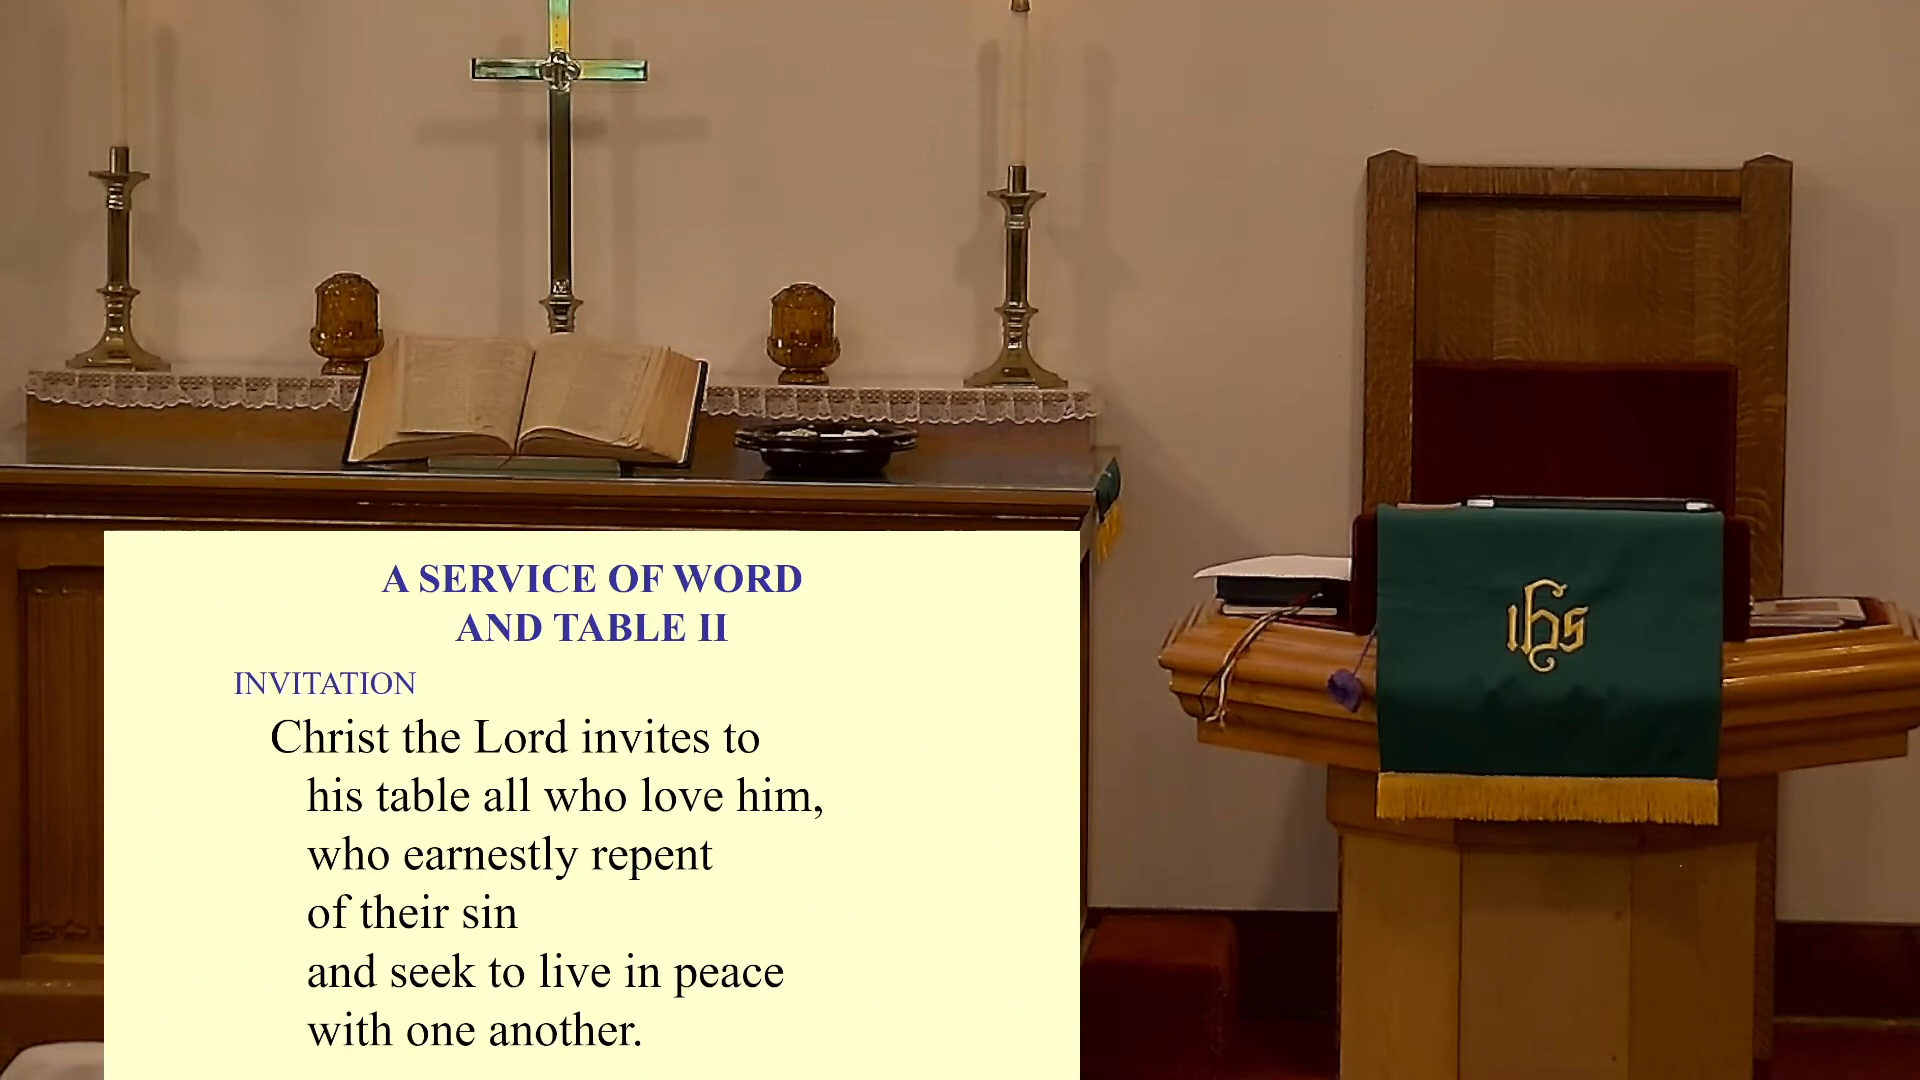 A SERVICE OF WORD
AND TABLE II
INVITATION
Christ the Lord invites to
his table all who love him,
who earnestly repent
of their sin
and seek to live in peace
with one another.
ihs